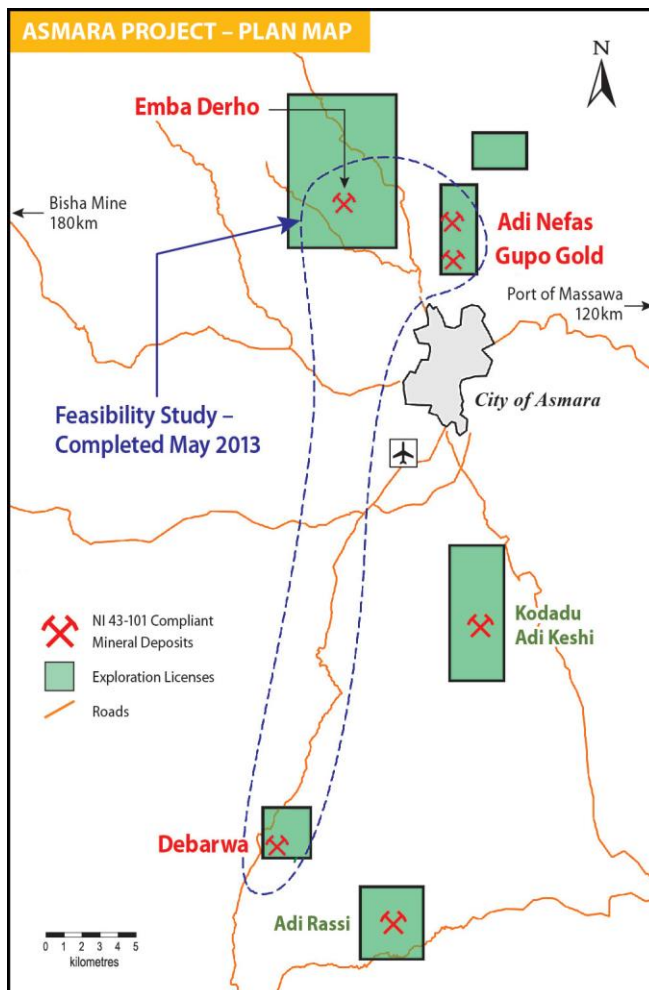 ASMARA PROJECT – PLAN MAP
N
Emba Derho
Bisha Mine
180km
Adi Nefas
Gupo Gold
Port of Massawa
120km
City of Asmara
Feasibility Study –
Completed May 2013
NI 43-101 Compliant
Mineral Deposits
Exploration Licenses
Roads
Kodadu
Adi Keshi
Debarwa
Adi Rassi
0 1 2 3 4 5
kilometres